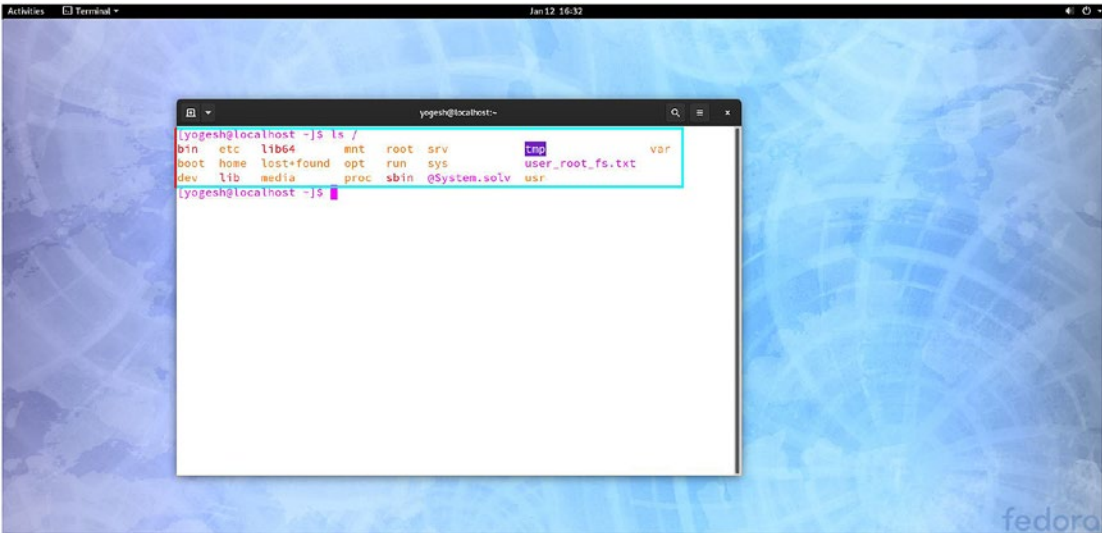 Activities Terminal Jan 12 16:32
yogesh@localhost:~
[yogesh@localhost ~]$ ls /
bin etc lib64 mnt root srv tmp var
boot home lost+found opt run sys user_root_fs.txt
dev lib media proc sbin @System.solv usr
[yogesh@localhost ~]$
fedora